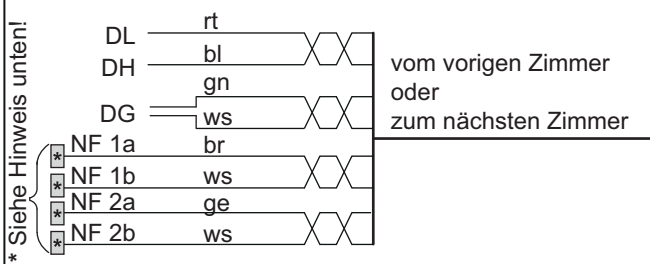 * Siehe Hinweis unten!
DL rt
DH bl
gn
DG ws
* NF 1a br
* NF 1b ws
* NF 2a ge
* NF 2b ws
vom vorigen Zimmer
oder
zum nächsten Zimmer